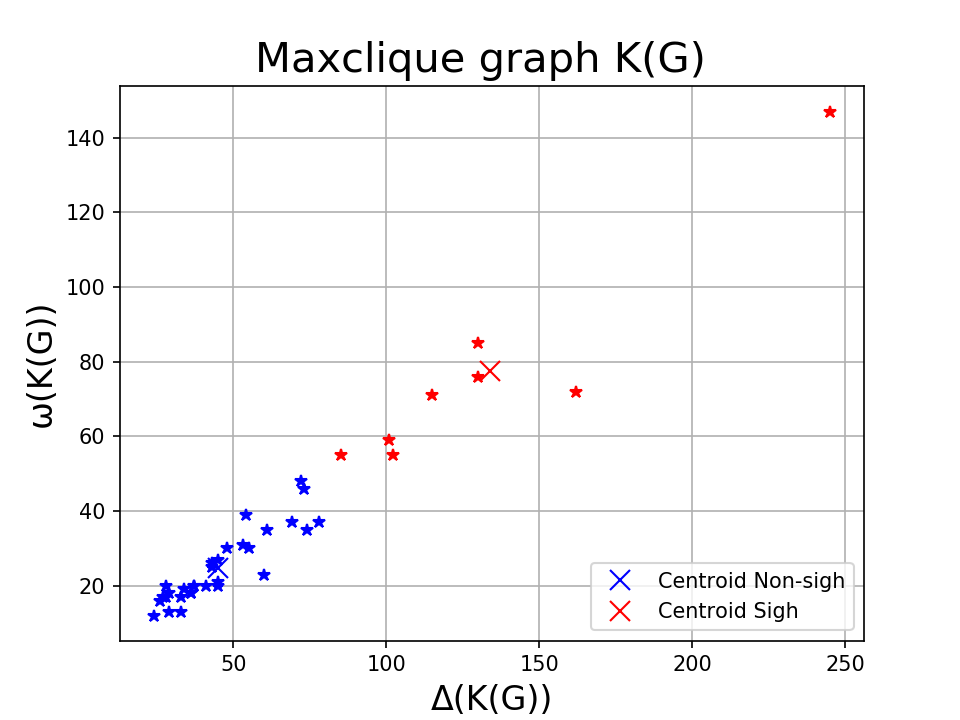 Maxclique graph K(G)
ω(K(G))
140
120
100
80
60
40
20
Centroid Non-sigh
Centroid Sigh
50
100
150
200
250
Δ(K(G))